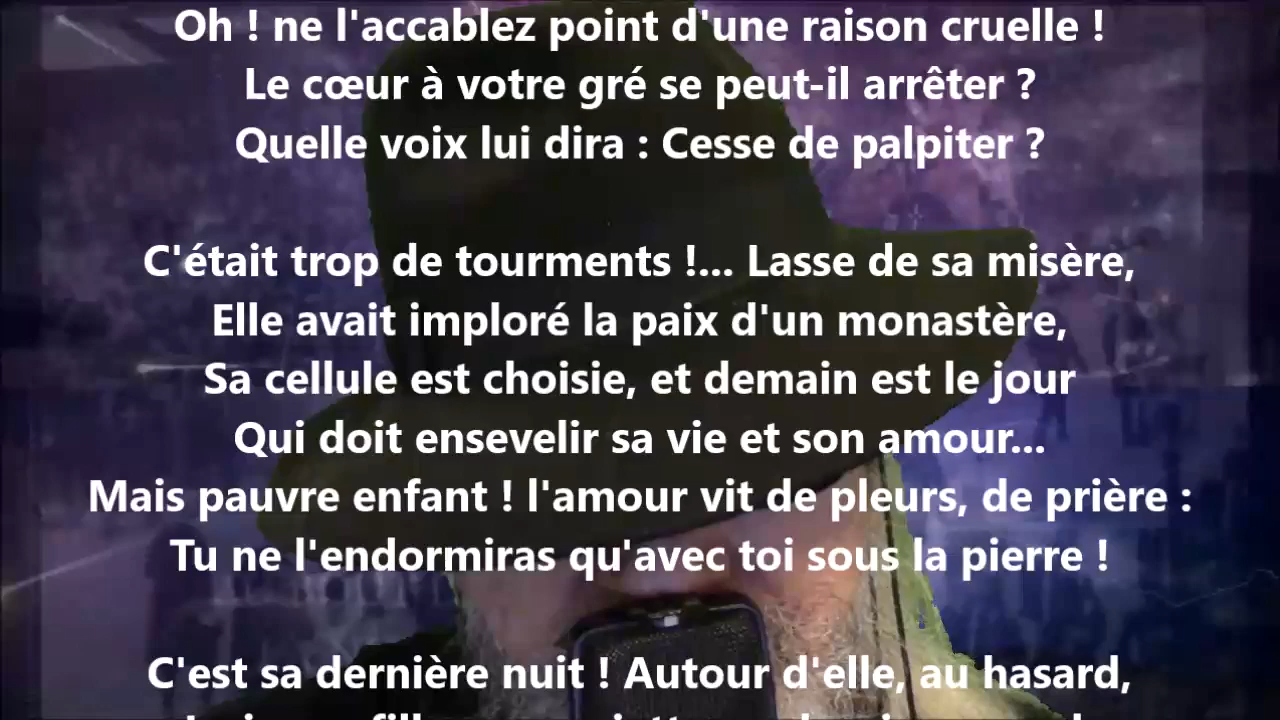 Oh ! ne l'accablez point d'une raison cruelle !
Le cœur à votre gré se peut-il arrêter ?
Quelle voix lui dira : Cesse de palpiter ?
C'était trop de tourments !... Lasse de sa misère,
Elle avait imploré la paix d'un monastère,
Sa cellule est choisie, et demain est le jour
Qui doit ensevelir sa vie et son amour...
Mais pauvre enfant ! l'amour vit de pleurs, de prière :
Tu ne l'endormiras qu'avec toi sous la pierre !
C'est sa dernière nuit ! Autour d'elle, au hasard,